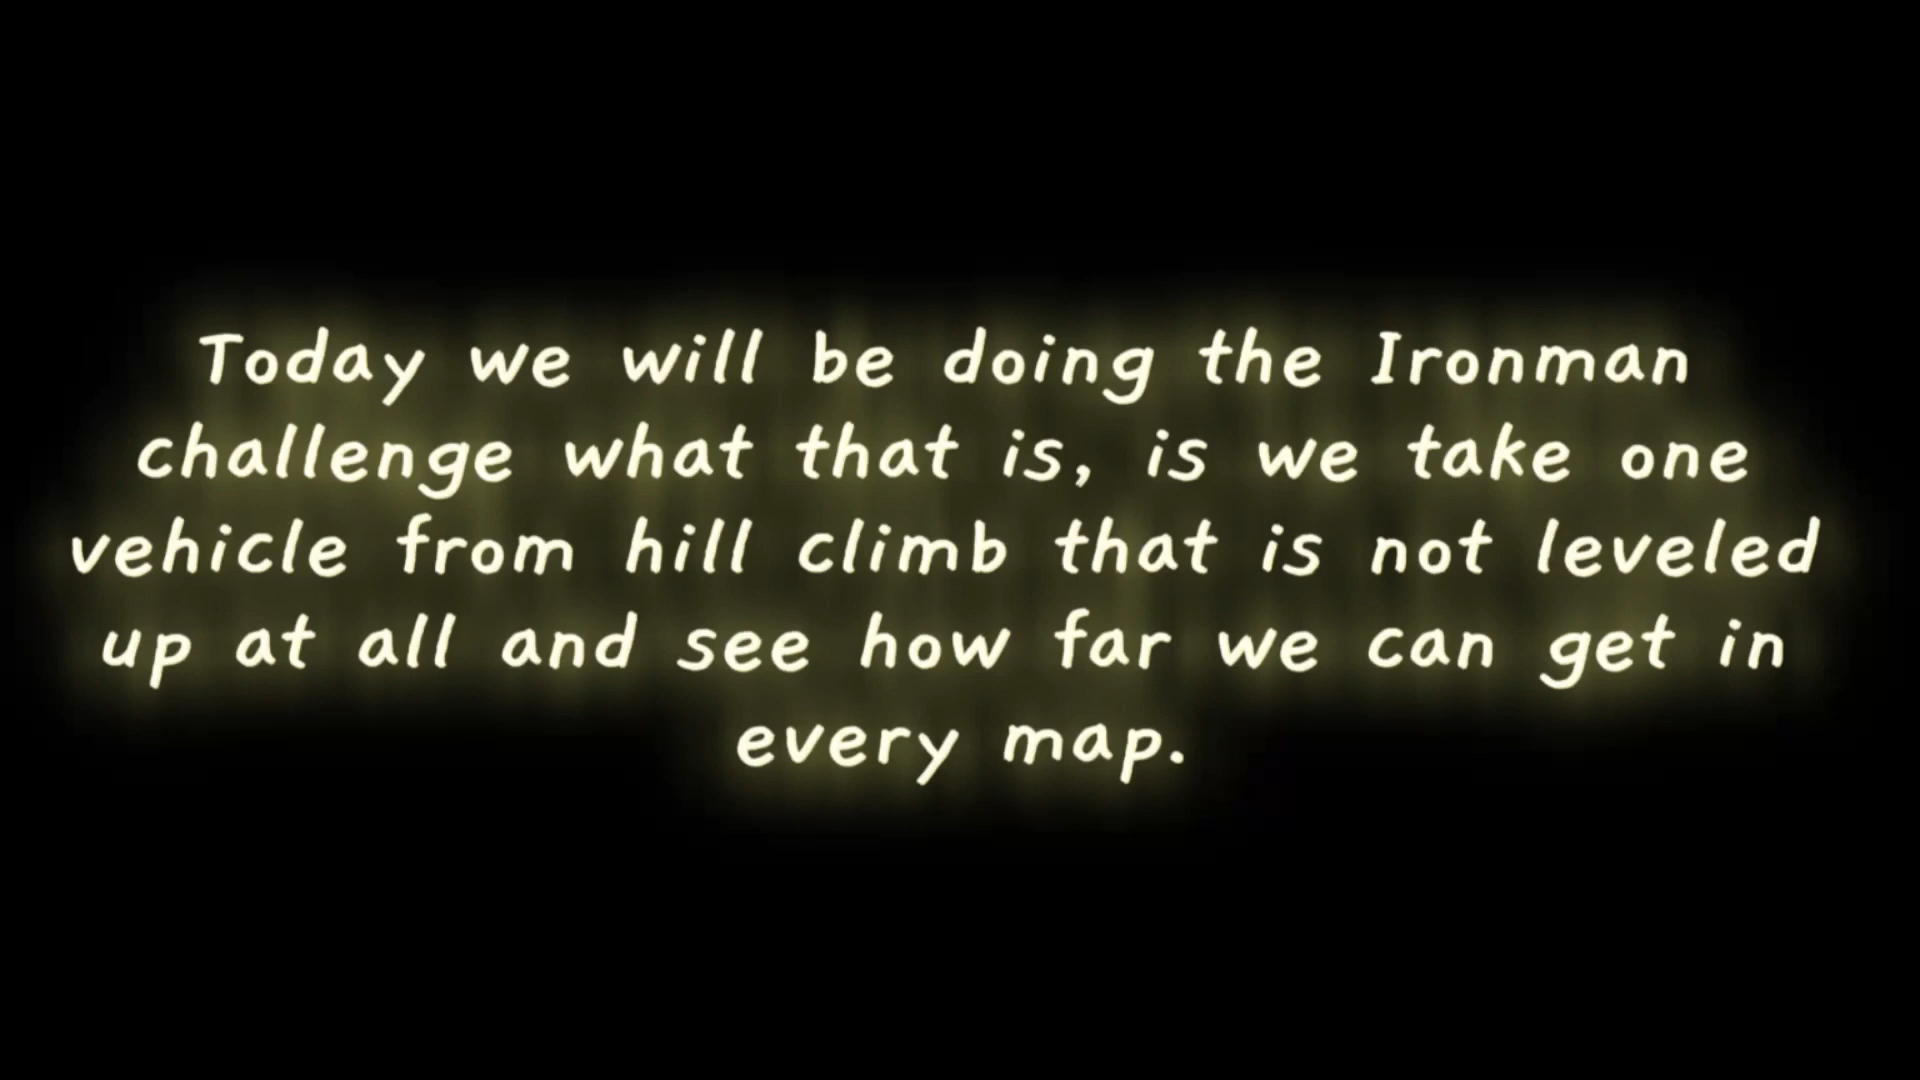 Today we will be doing the Ironman
challenge what that is, is we take one
vehicle from hill climb that is not leveled
up at all and see how far we can get in
every map.